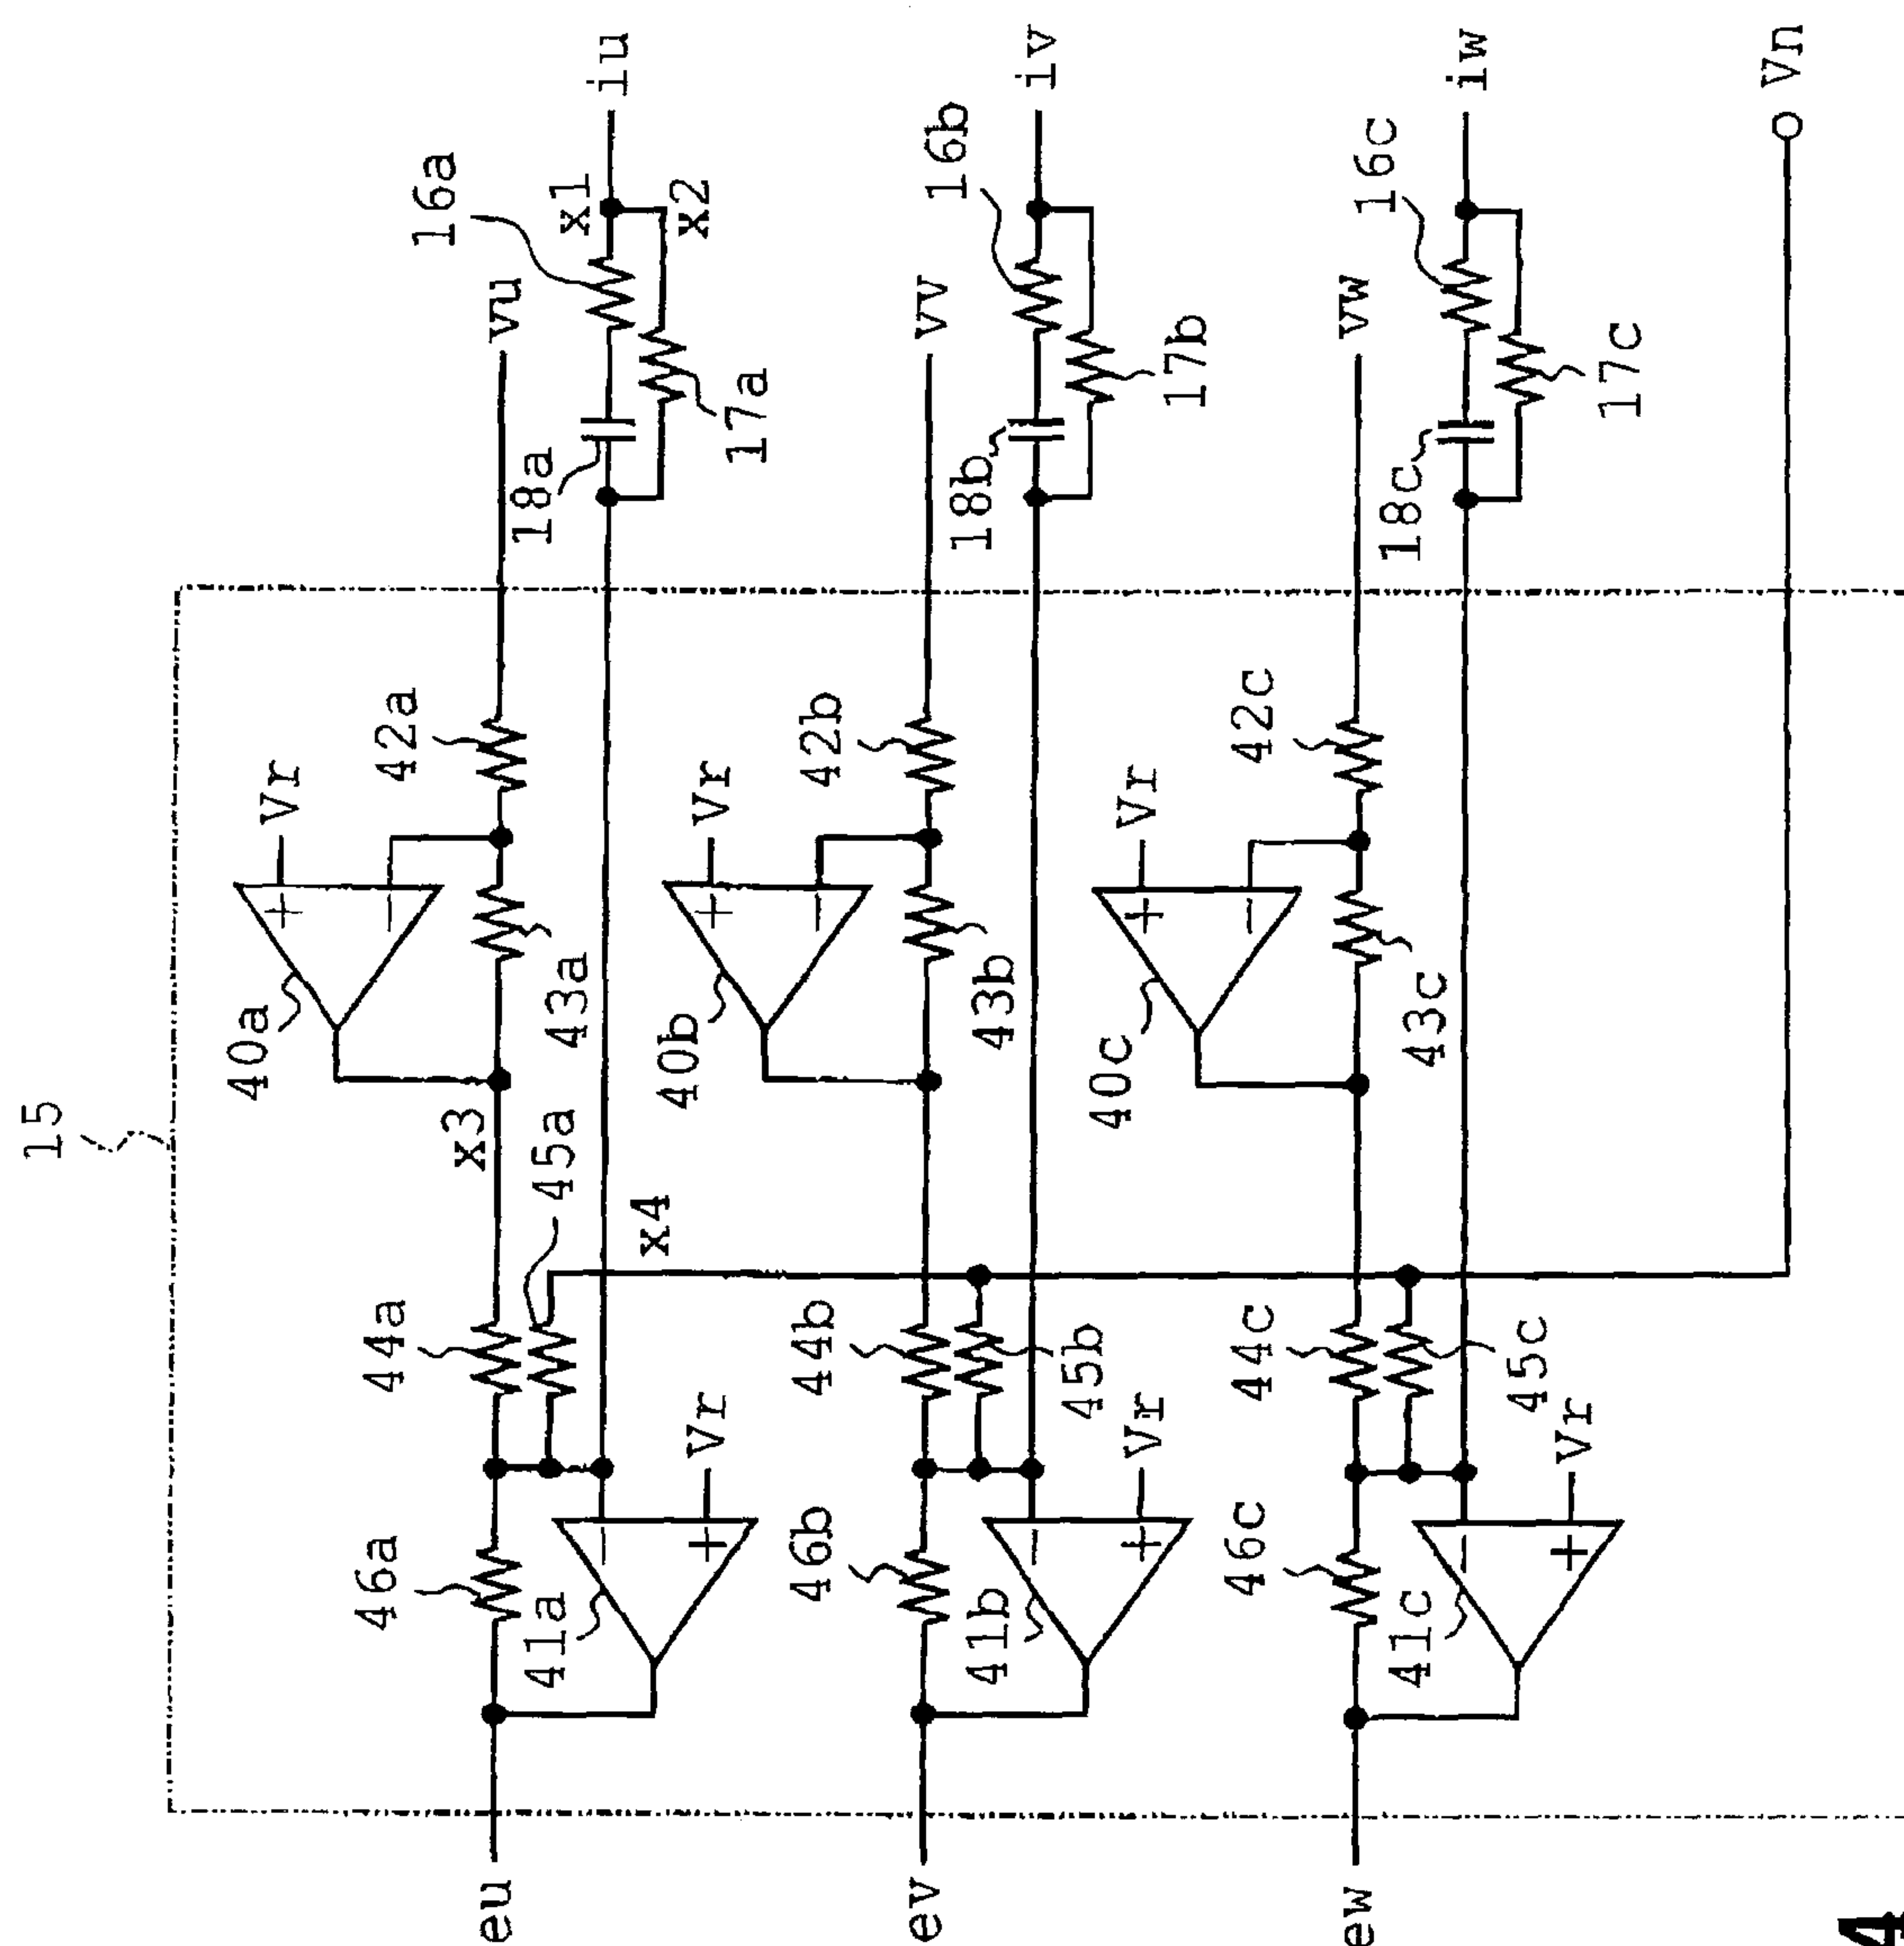 15
40a
Vr
42a
vu
16a
iu
x1
x2
17a
18a
43a
x3
45a
44a
x4
46a
41a
Vr
eu
40b
Vr
42b
vv
16b
iv
17b
18b
43b
44b
45b
46b
41b
Vr
ev
40c
Vr
42c
vw
16c
iw
17c
18c
43c
44c
45c
46c
41c
Vr
ew
Vn
4
+
−
+
−
+
−
−
+
−
+
−
+